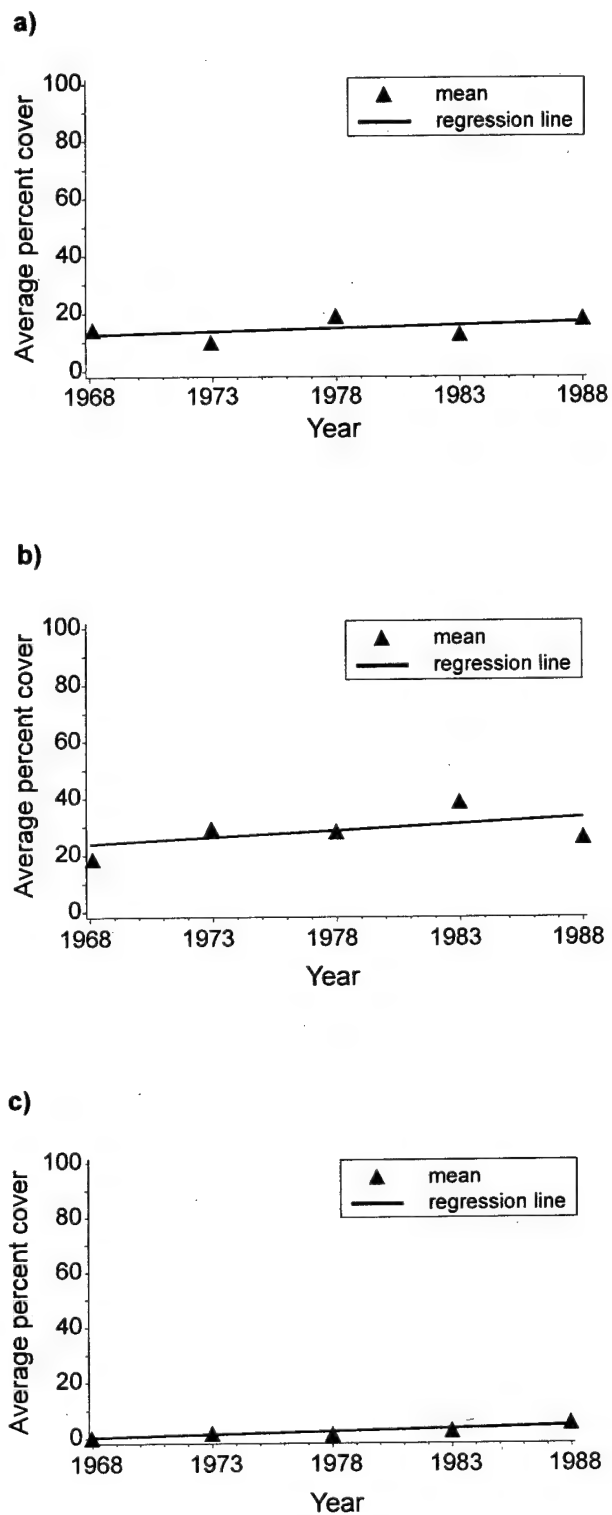 a)
100
80
60
40
20
0
Average percent cover
mean
regression line
1968 1973 1978 1983 1988
Year
b)
100
80
60
40
20
0
Average percent cover
mean
regression line
1968 1973 1978 1983 1988
Year
c)
100
80
60
40
20
0
Average percent cover
mean
regression line
1968 1973 1978 1983 1988
Year